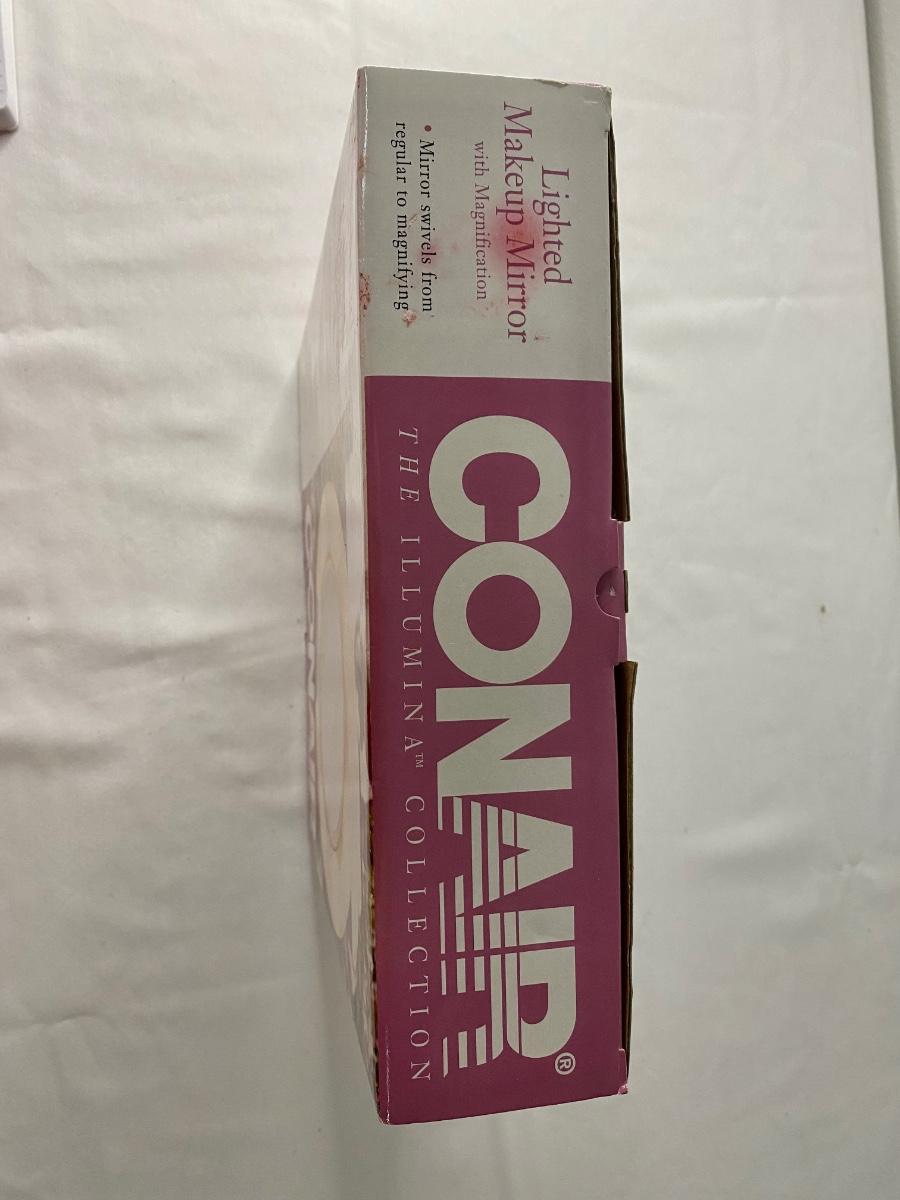 Lighted
Makeup Mirror
with Magnification
• Mirror swivels from
regular to magnifying
CONAIR®
THE ILLUMINA™ COLLECTION